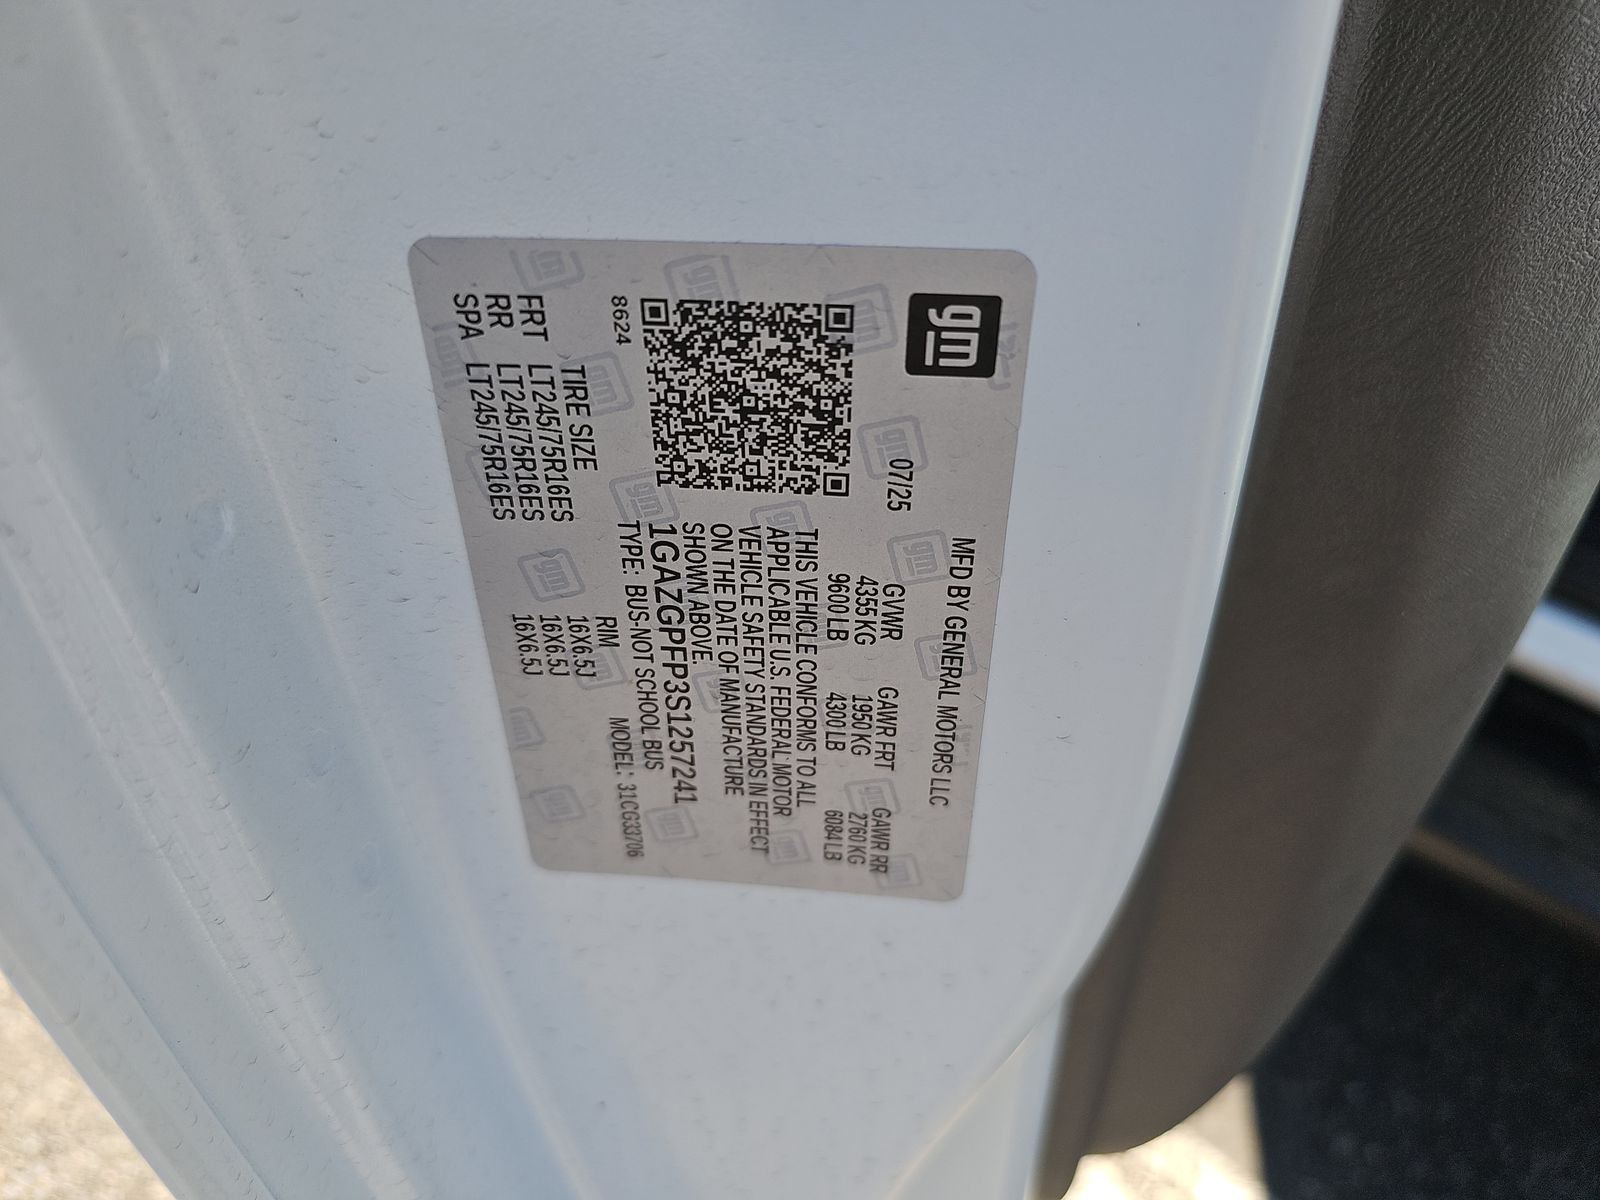 gm
MFD BY GENERAL MOTORS LLC
07/25
GVWR GAWR FRT GAWR RR
4355 KG 1950 KG 2760 KG
9600 LB 4300 LB 6084 LB
THIS VEHICLE CONFORMS TO ALL
APPLICABLE U.S. FEDERAL MOTOR
VEHICLE SAFETY STANDARDS IN EFFECT
ON THE DATE OF MANUFACTURE
SHOWN ABOVE.
1GAZGPFP3S1257241
TYPE: BUS-NOT SCHOOL BUS
8624
MODEL: 31CG33706
TIRE SIZE RIM
FRT LT245/75R16ES 16X6.5J
RR LT245/75R16ES 16X6.5J
SPA LT245/75R16ES 16X6.5J